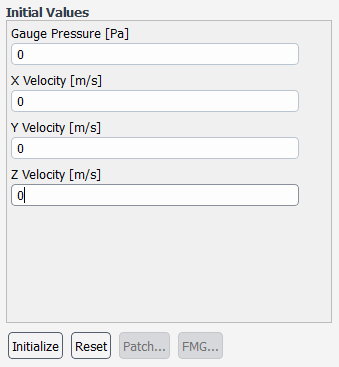 Initial Values
Gauge Pressure [Pa]
0
X Velocity [m/s]
0
Y Velocity [m/s]
0
Z Velocity [m/s]
0
Initialize Reset Patch... FMG...